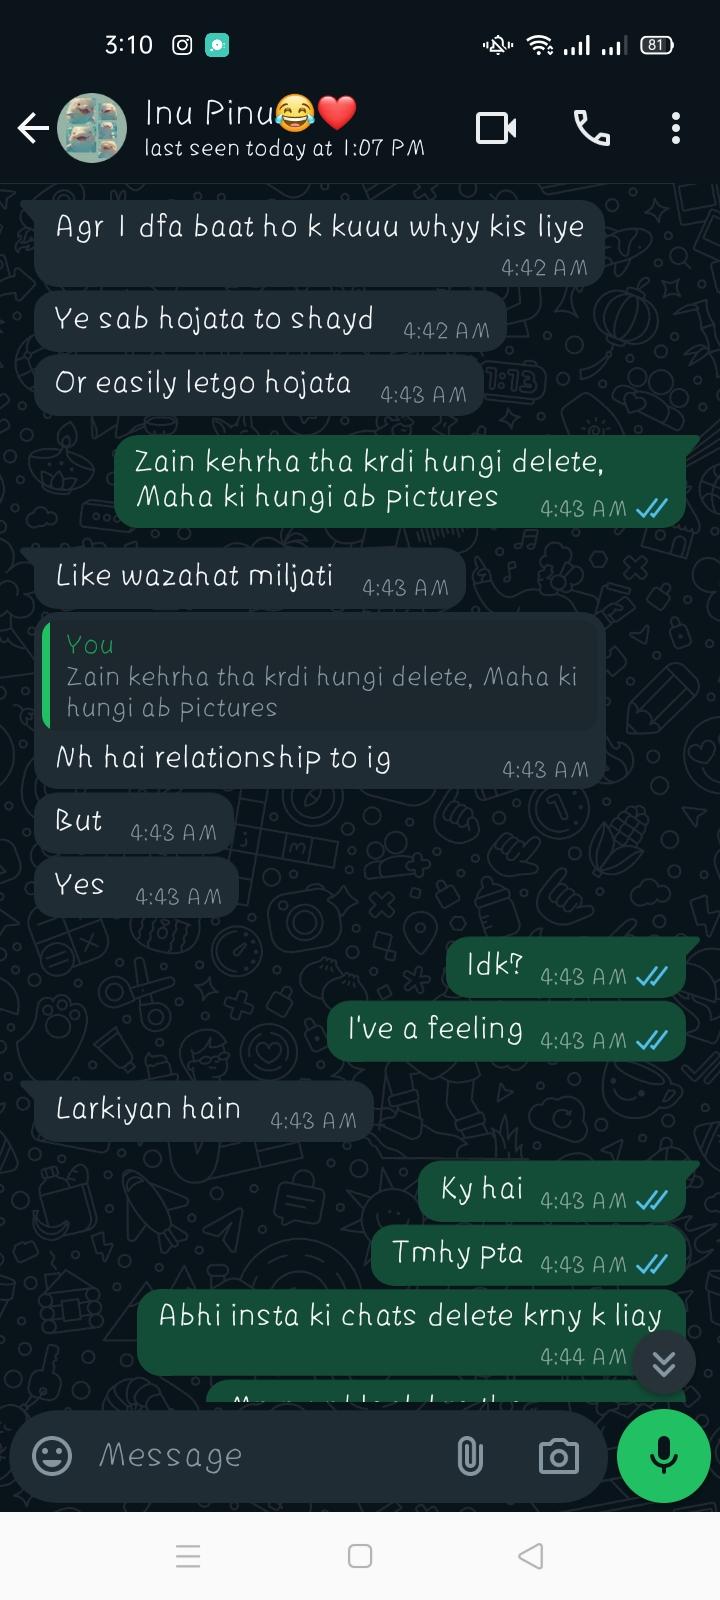 3:10
81
Inu Pinu😂❤️
last seen today at 1:07 PM
Agr 1 dfa baat ho k kuuu whyy kis liye
4:42 AM
Ye sab hojata to shayd 4:42 AM
Or easily letgo hojata 4:43 AM
Zain kehrha tha krdi hungi delete,
Maha ki hungi ab pictures 4:43 AM
Like wazahat miljati 4:43 AM
You
Zain kehrha tha krdi hungi delete, Maha ki
hungi ab pictures
Nh hai relationship to ig 4:43 AM
But 4:43 AM
Yes 4:43 AM
Idk? 4:43 AM
I've a feeling 4:43 AM
Larkiyan hain 4:43 AM
Ky hai 4:43 AM
Tmhy pta 4:43 AM
Abhi insta ki chats delete krny k liay
4:44 AM
Message